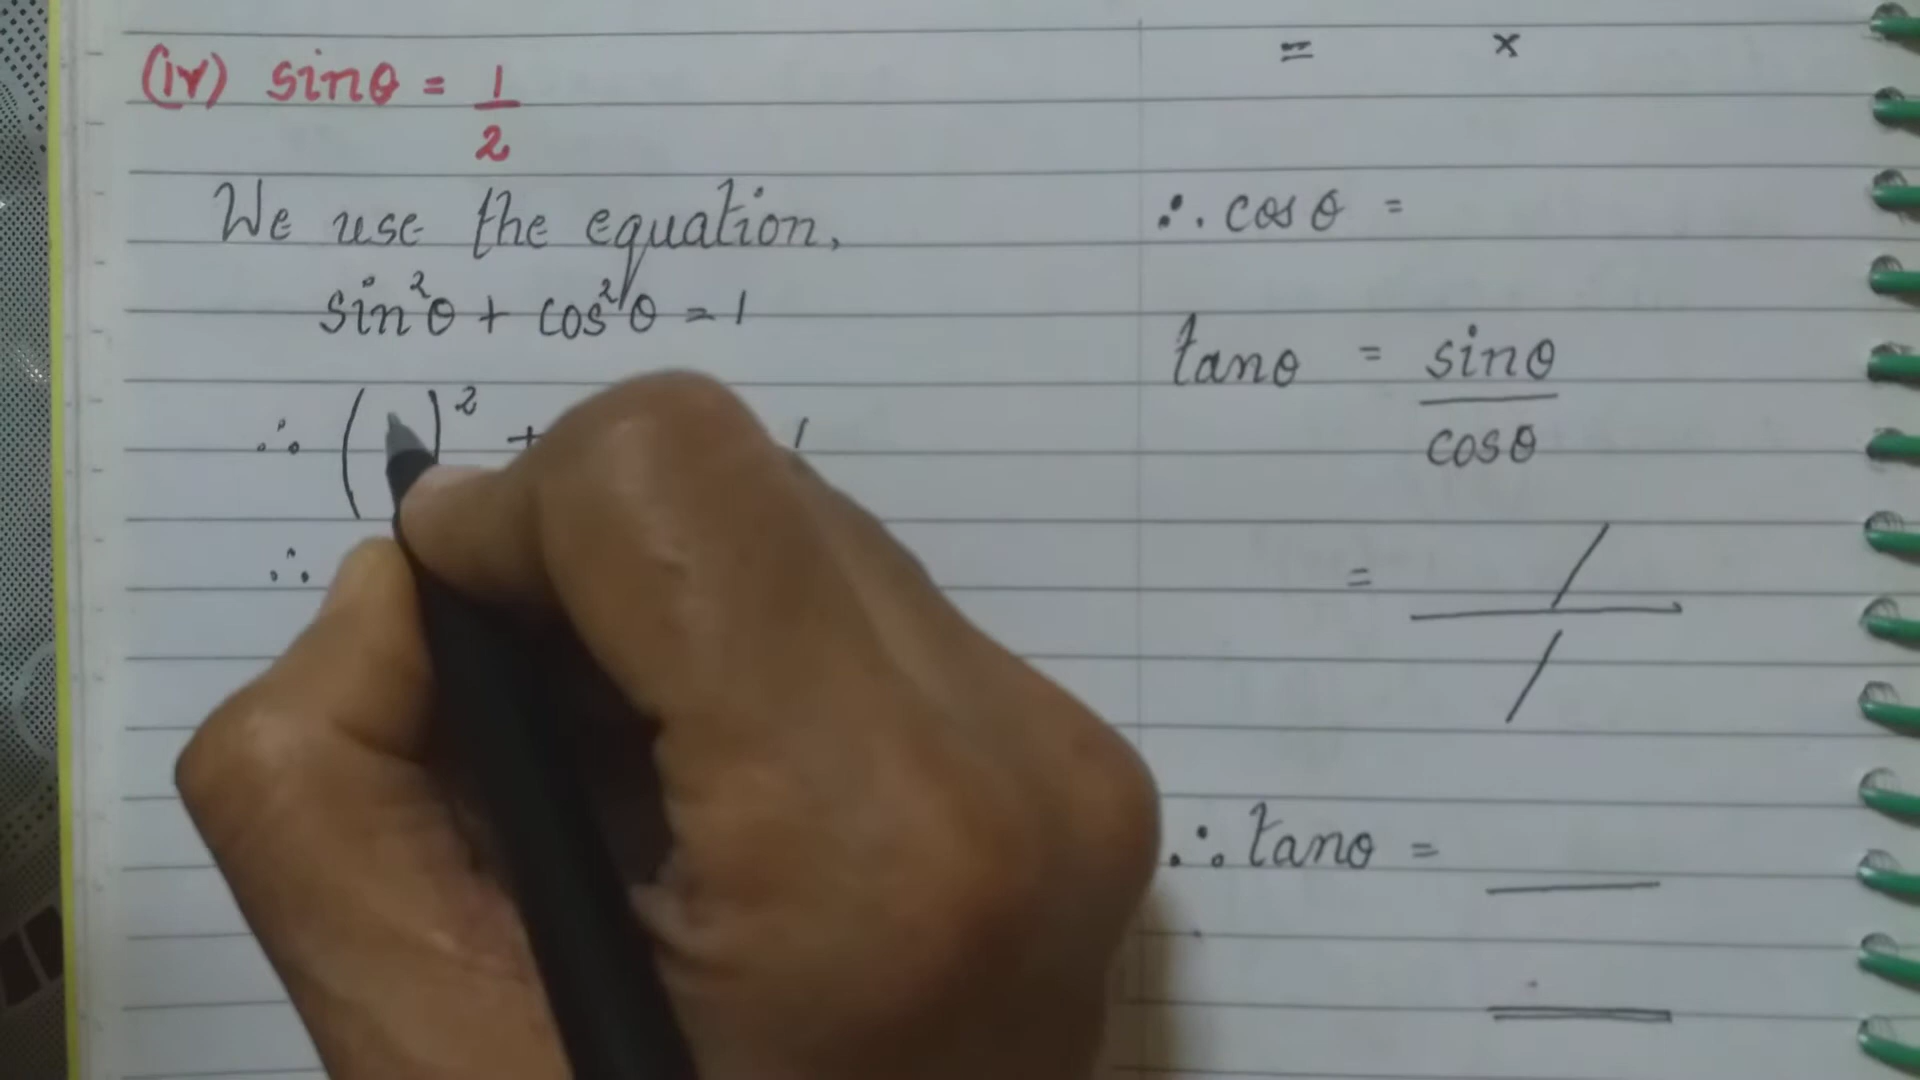 (iv) sinθ = 1/2
We use the equation,
sin²θ + cos²θ = 1
∴ ( )² + 1
∴
= ×
∴ cosθ =
tanθ = sinθ/cosθ
= /
/
∴ tanθ =